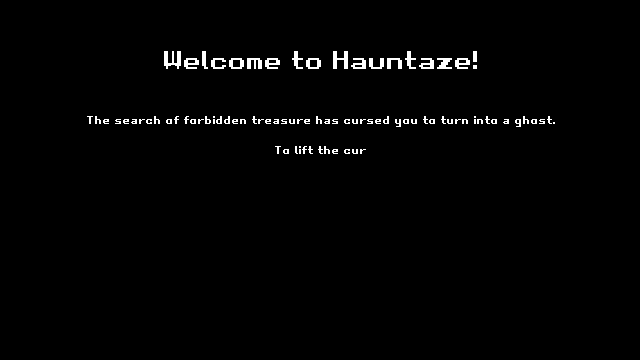 Welcome to Hauntaze!
The search of forbidden treasure has cursed you to turn into a ghost.
To lift the cur